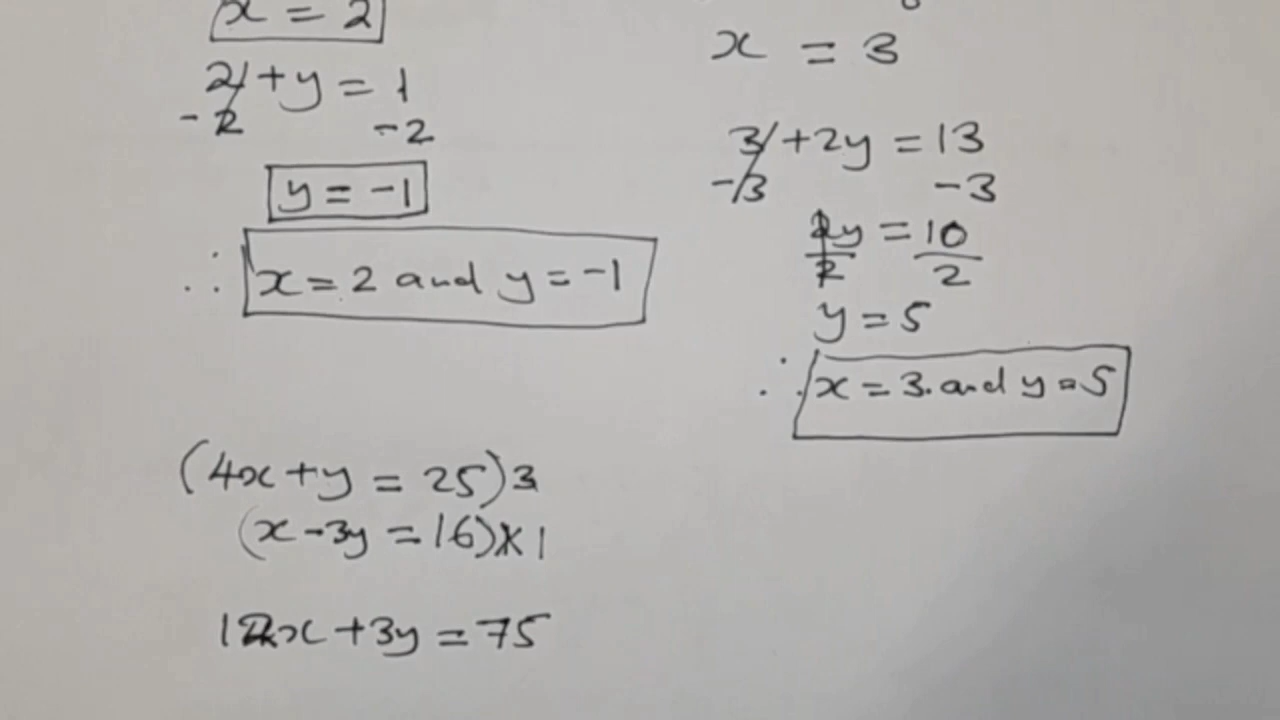 x = 2
2 + y = 1
- 2 -2
y = -1
∴ x = 2 and y = -1
x = 3
3 + 2y = 13
-3 -3
2y = 10
2 2
y = 5
∴ x = 3 and y = 5
(4x + y = 25) 3
(x - 3y = 16) x 1
12x + 3y = 75